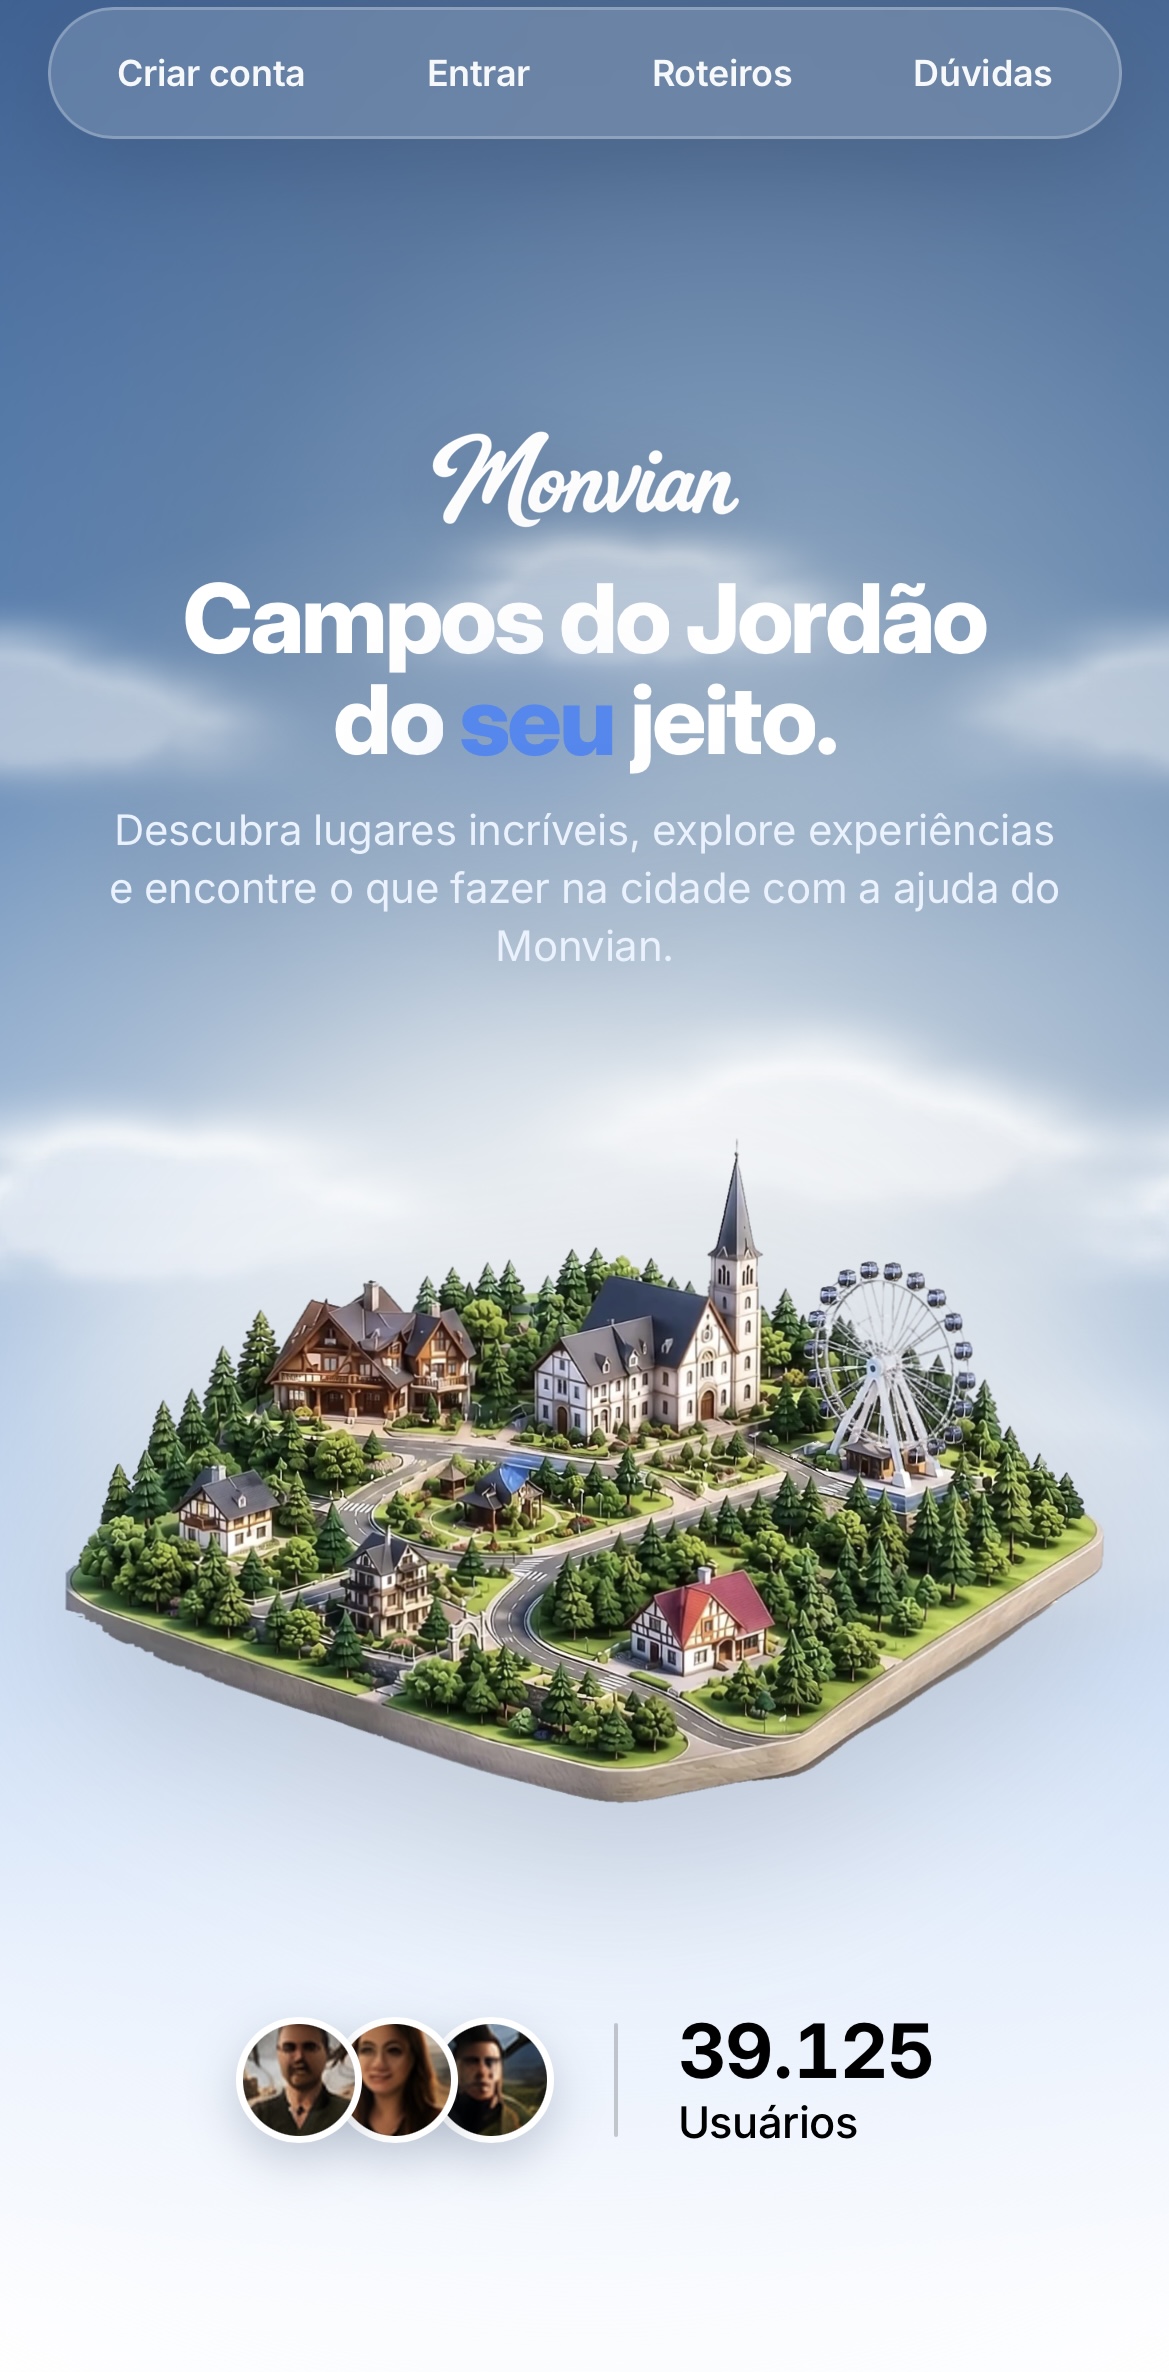 Criar conta Entrar Roteiros Dúvidas
Monvian
Campos do Jordão
do seu jeito.
Descubra lugares incríveis, explore experiências
e encontre o que fazer na cidade com a ajuda do
Monvian.
39.125
Usuários